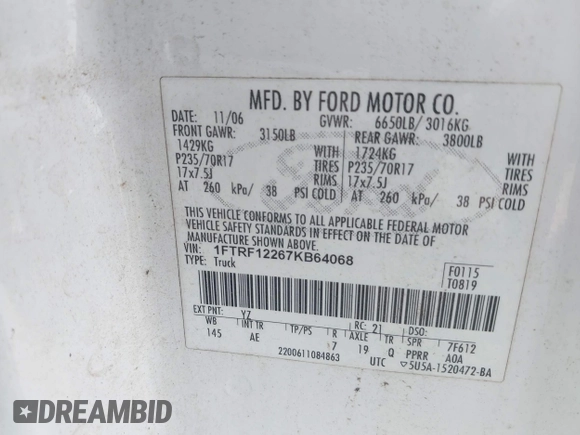 MFD. BY FORD MOTOR CO.
DATE: 11/06 GVWR: 6650LB/ 3016KG
FRONT GAWR: 3150LB REAR GAWR: 3800LB
1429KG WITH 1724KG WITH
P235/70R17 TIRES P235/70R17 TIRES
17x7.5J RIMS 17x7.5J RIMS
AT 260 kPa/ 38 PSI COLD AT 260 kPa/ 38 PSI COLD
THIS VEHICLE CONFORMS TO ALL APPLICABLE FEDERAL MOTOR
VEHICLE SAFETY STANDARDS IN EFFECT ON THE DATE OF
MANUFACTURE SHOWN ABOVE.
VIN: 1FTRF12267KB64068
TYPE: Truck
F0115
T0819
EXT PNT: YZ RC: 21 DSO:
WB INT TR TP/PS R AXLE TR SPR 7F612
145 AE 7 19 Q PPRR A0A
2200611084863 UTC ▽5U5A-1520472-BA
DREAMBID